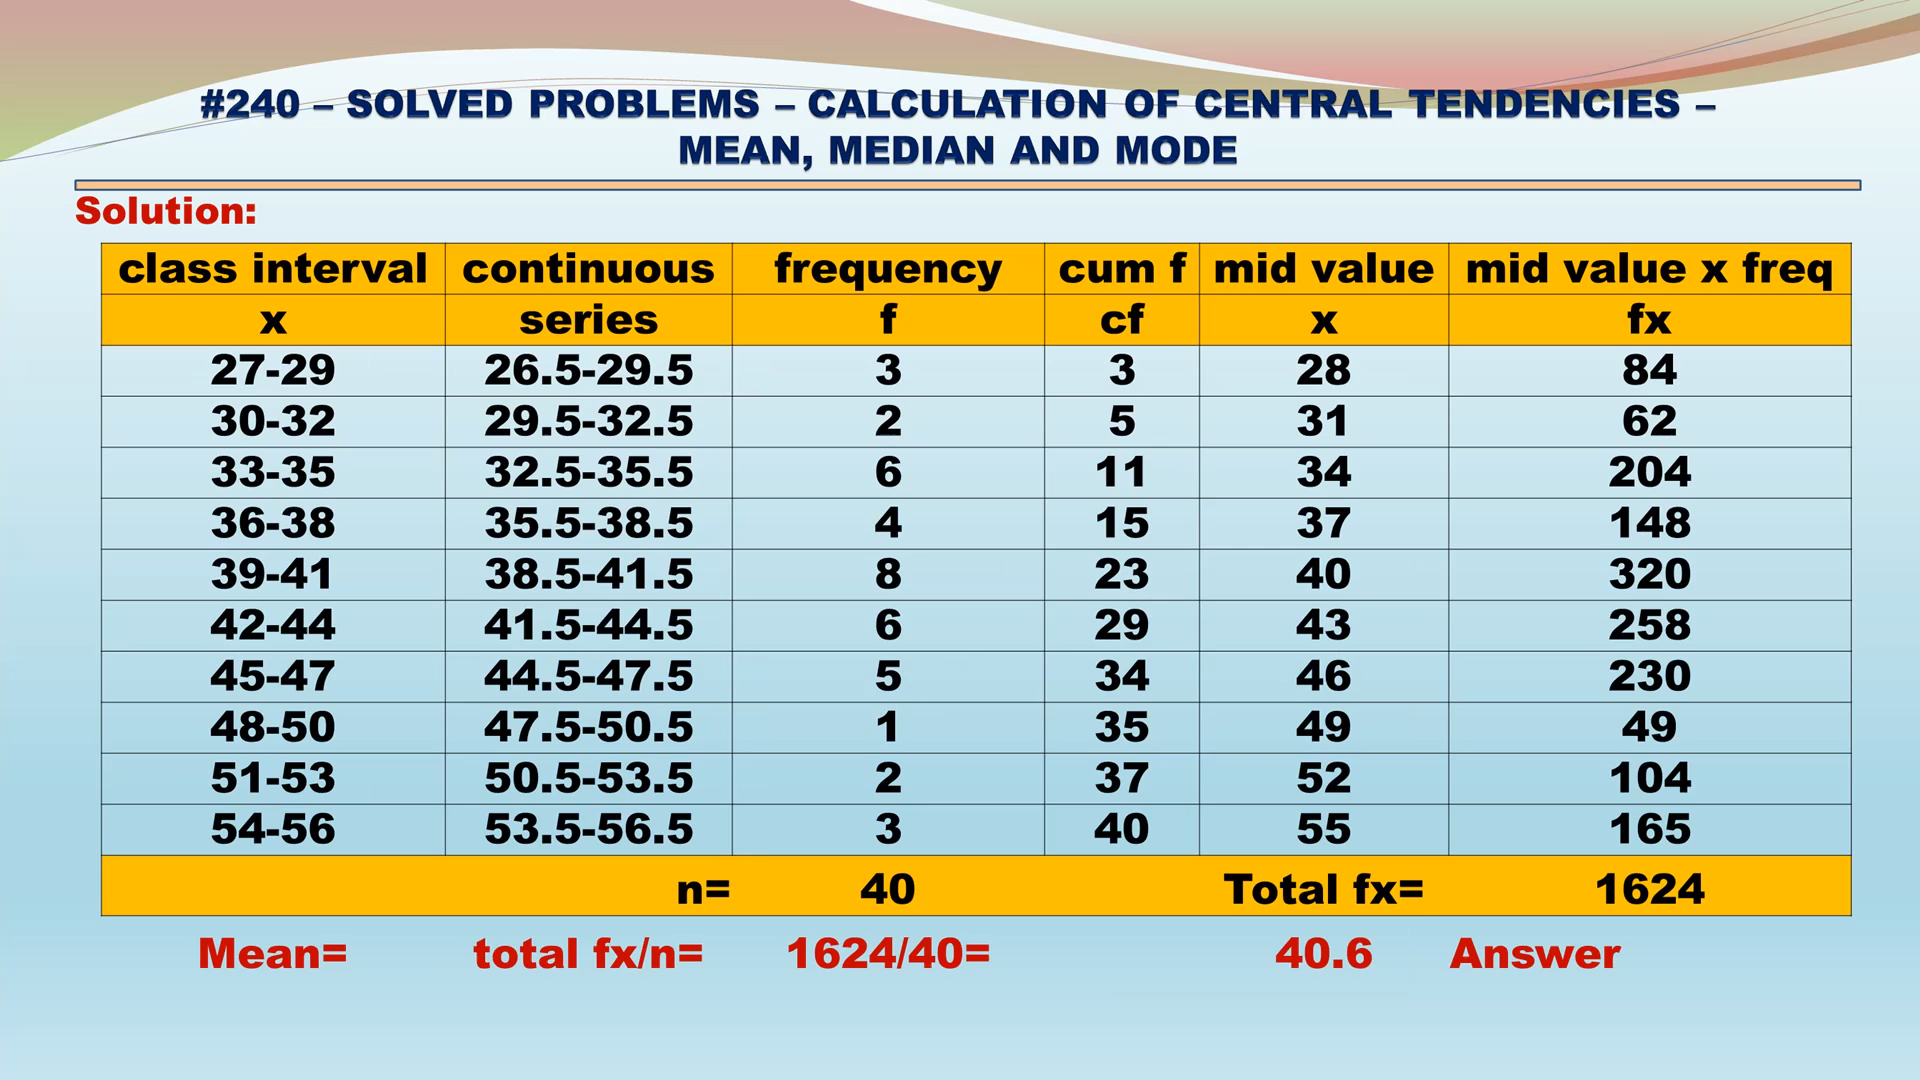 #240 – SOLVED PROBLEMS – CALCULATION OF CENTRAL TENDENCIES –
MEAN, MEDIAN AND MODE
Solution:
class interval continuous frequency cum f mid value mid value x freq
x series f cf x fx
27-29 26.5-29.5 3 3 28 84
30-32 29.5-32.5 2 5 31 62
33-35 32.5-35.5 6 11 34 204
36-38 35.5-38.5 4 15 37 148
39-41 38.5-41.5 8 23 40 320
42-44 41.5-44.5 6 29 43 258
45-47 44.5-47.5 5 34 46 230
48-50 47.5-50.5 1 35 49 49
51-53 50.5-53.5 2 37 52 104
54-56 53.5-56.5 3 40 55 165
n= 40 Total fx= 1624
Mean= total fx/n= 1624/40= 40.6 Answer